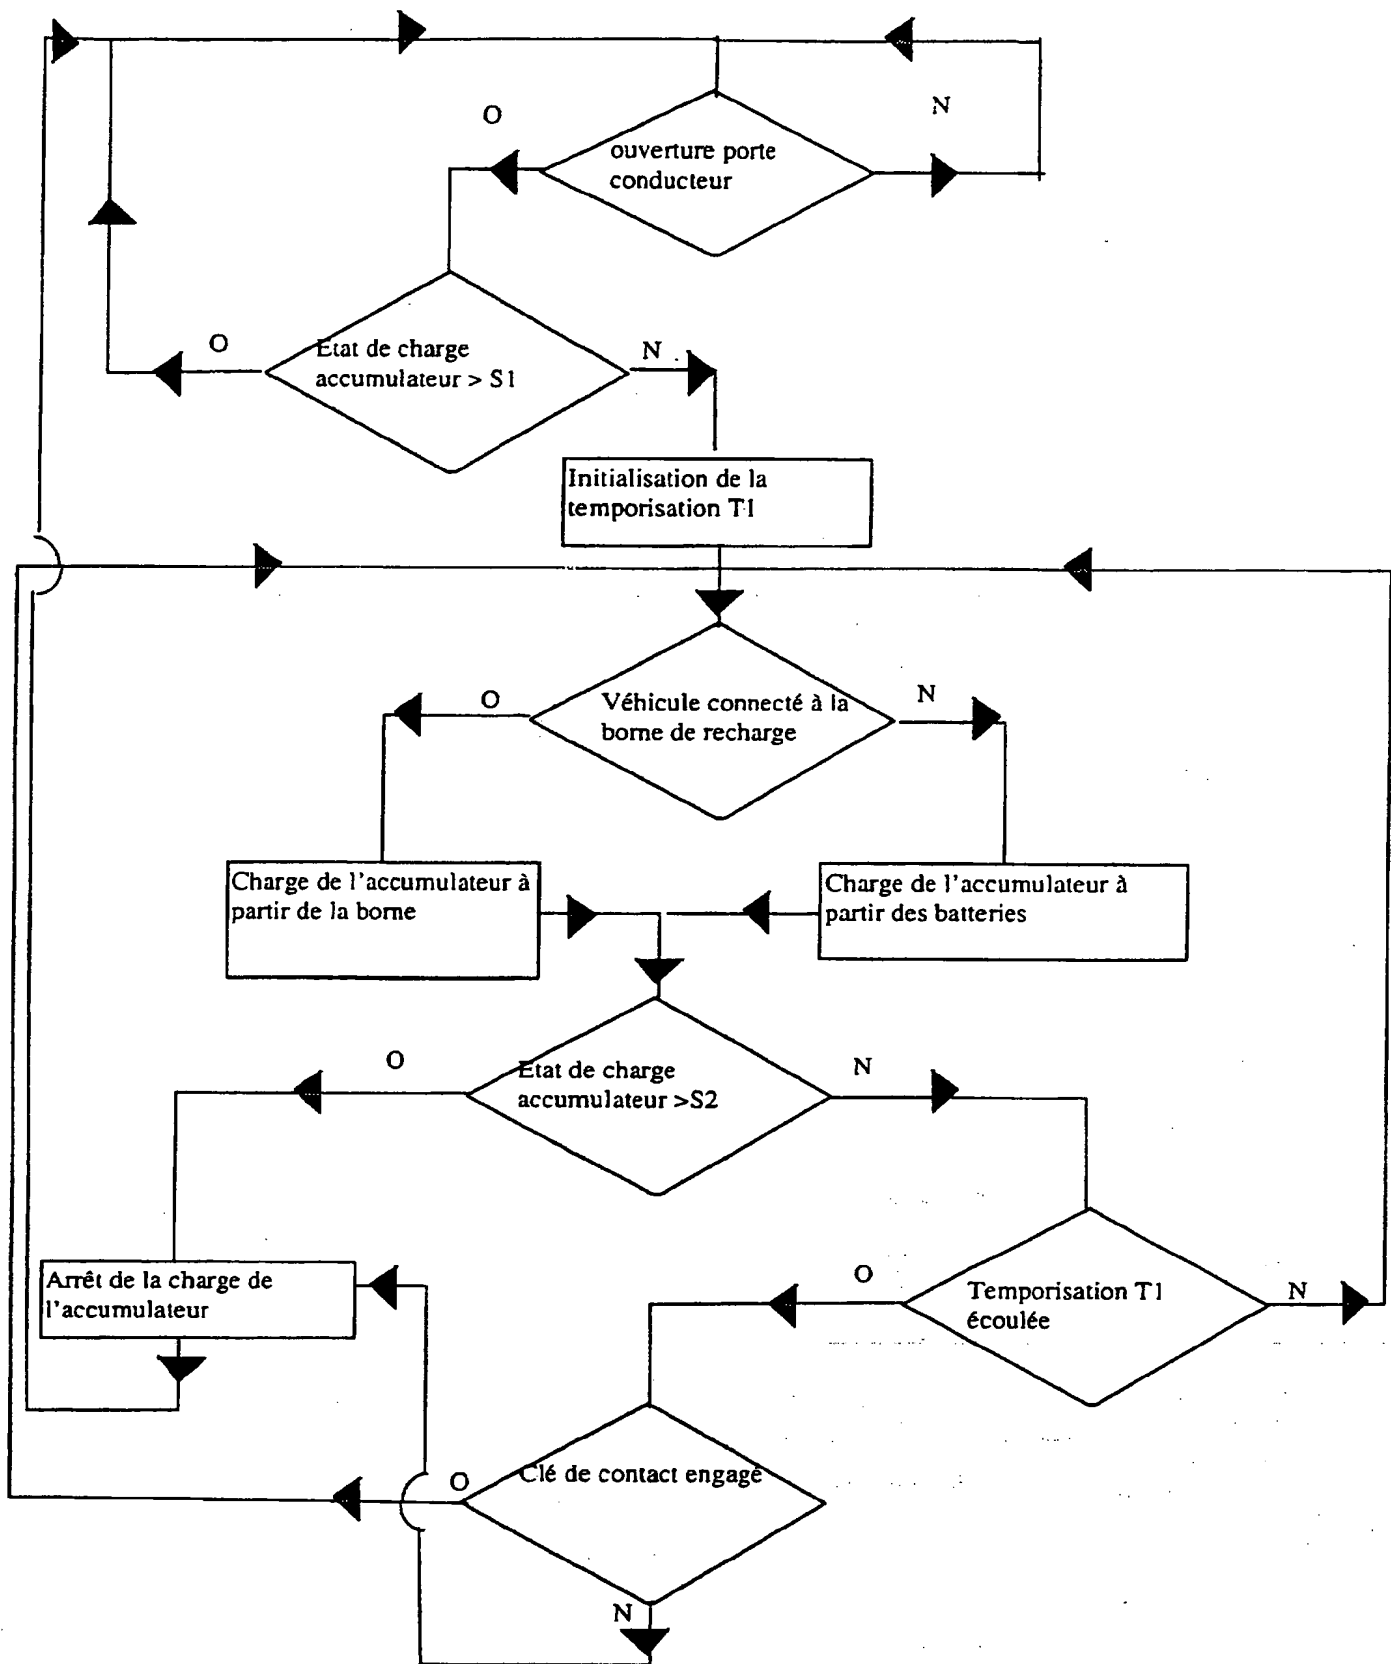 O
N
ouverture porte
conducteur
O
Etat de charge
accumulateur > S1
N
Initialisation de la
temporisation T1
O
Véhicule connecté à la
borne de recharge
N
Charge de l'accumulateur à
partir de la borne
Charge de l'accumulateur à
partir des batteries
O
Etat de charge
accumulateur >S2
N
Arrêt de la charge de
l'accumulateur
O
Temporisation T1
écoulée
N
O
Clé de contact engagé
N